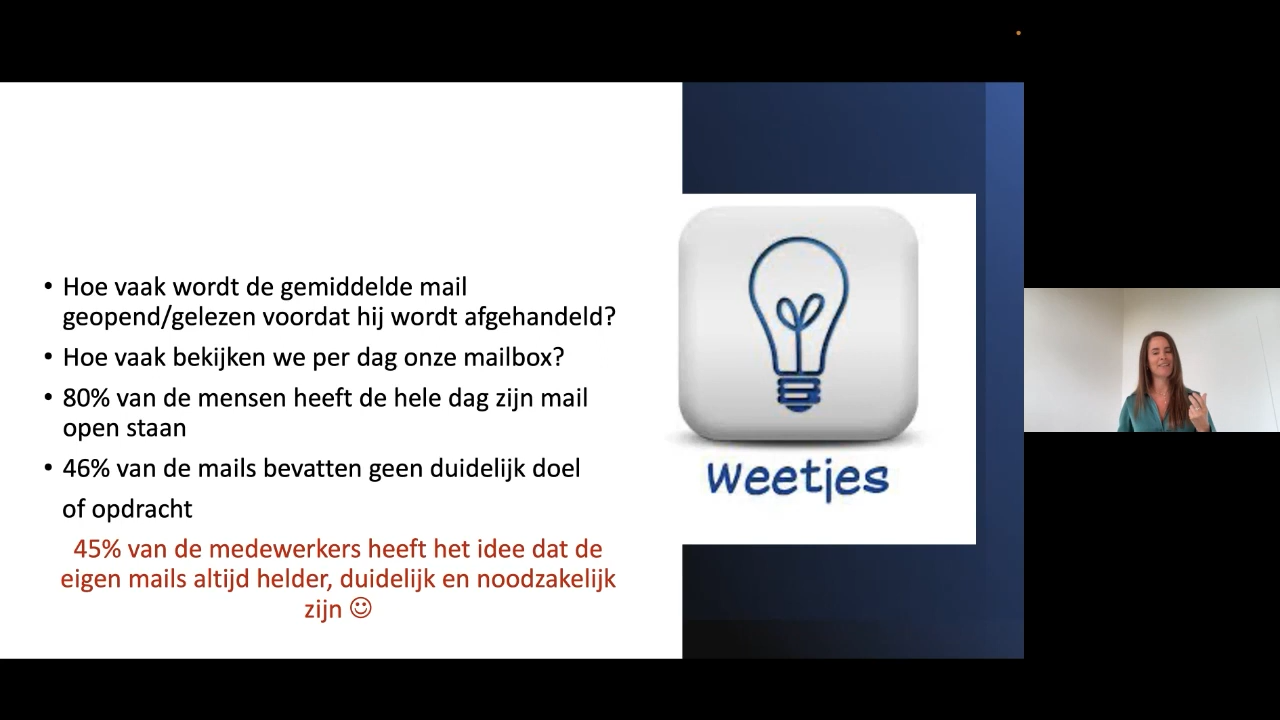 • Hoe vaak wordt de gemiddelde mail
geopend/gelezen voordat hij wordt afgehandeld?
• Hoe vaak bekijken we per dag onze mailbox?
• 80% van de mensen heeft de hele dag zijn mail
open staan
• 46% van de mails bevatten geen duidelijk doel
of opdracht
45% van de medewerkers heeft het idee dat de
eigen mails altijd helder, duidelijk en noodzakelijk
zijn ☺
weetjes